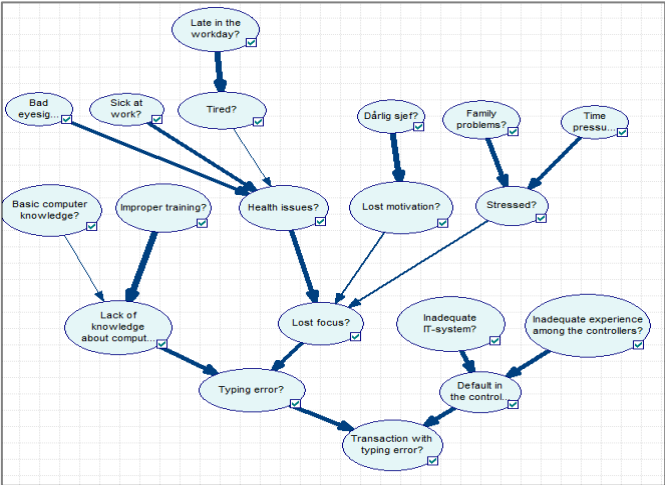 Late in the
workday?
Bad
eyesig...
Sick at
work?
Tired?
Dårlig sjef?
Family
problems?
Time
pressu...
Basic computer
knowledge?
Improper training?
Health issues?
Lost motivation?
Stressed?
Lack of
knowledge
about comput...
Lost focus?
Inadequate
IT-system?
Inadequate experience
among the controllers?
Typing error?
Default in
the control...
Transaction with
typing error?